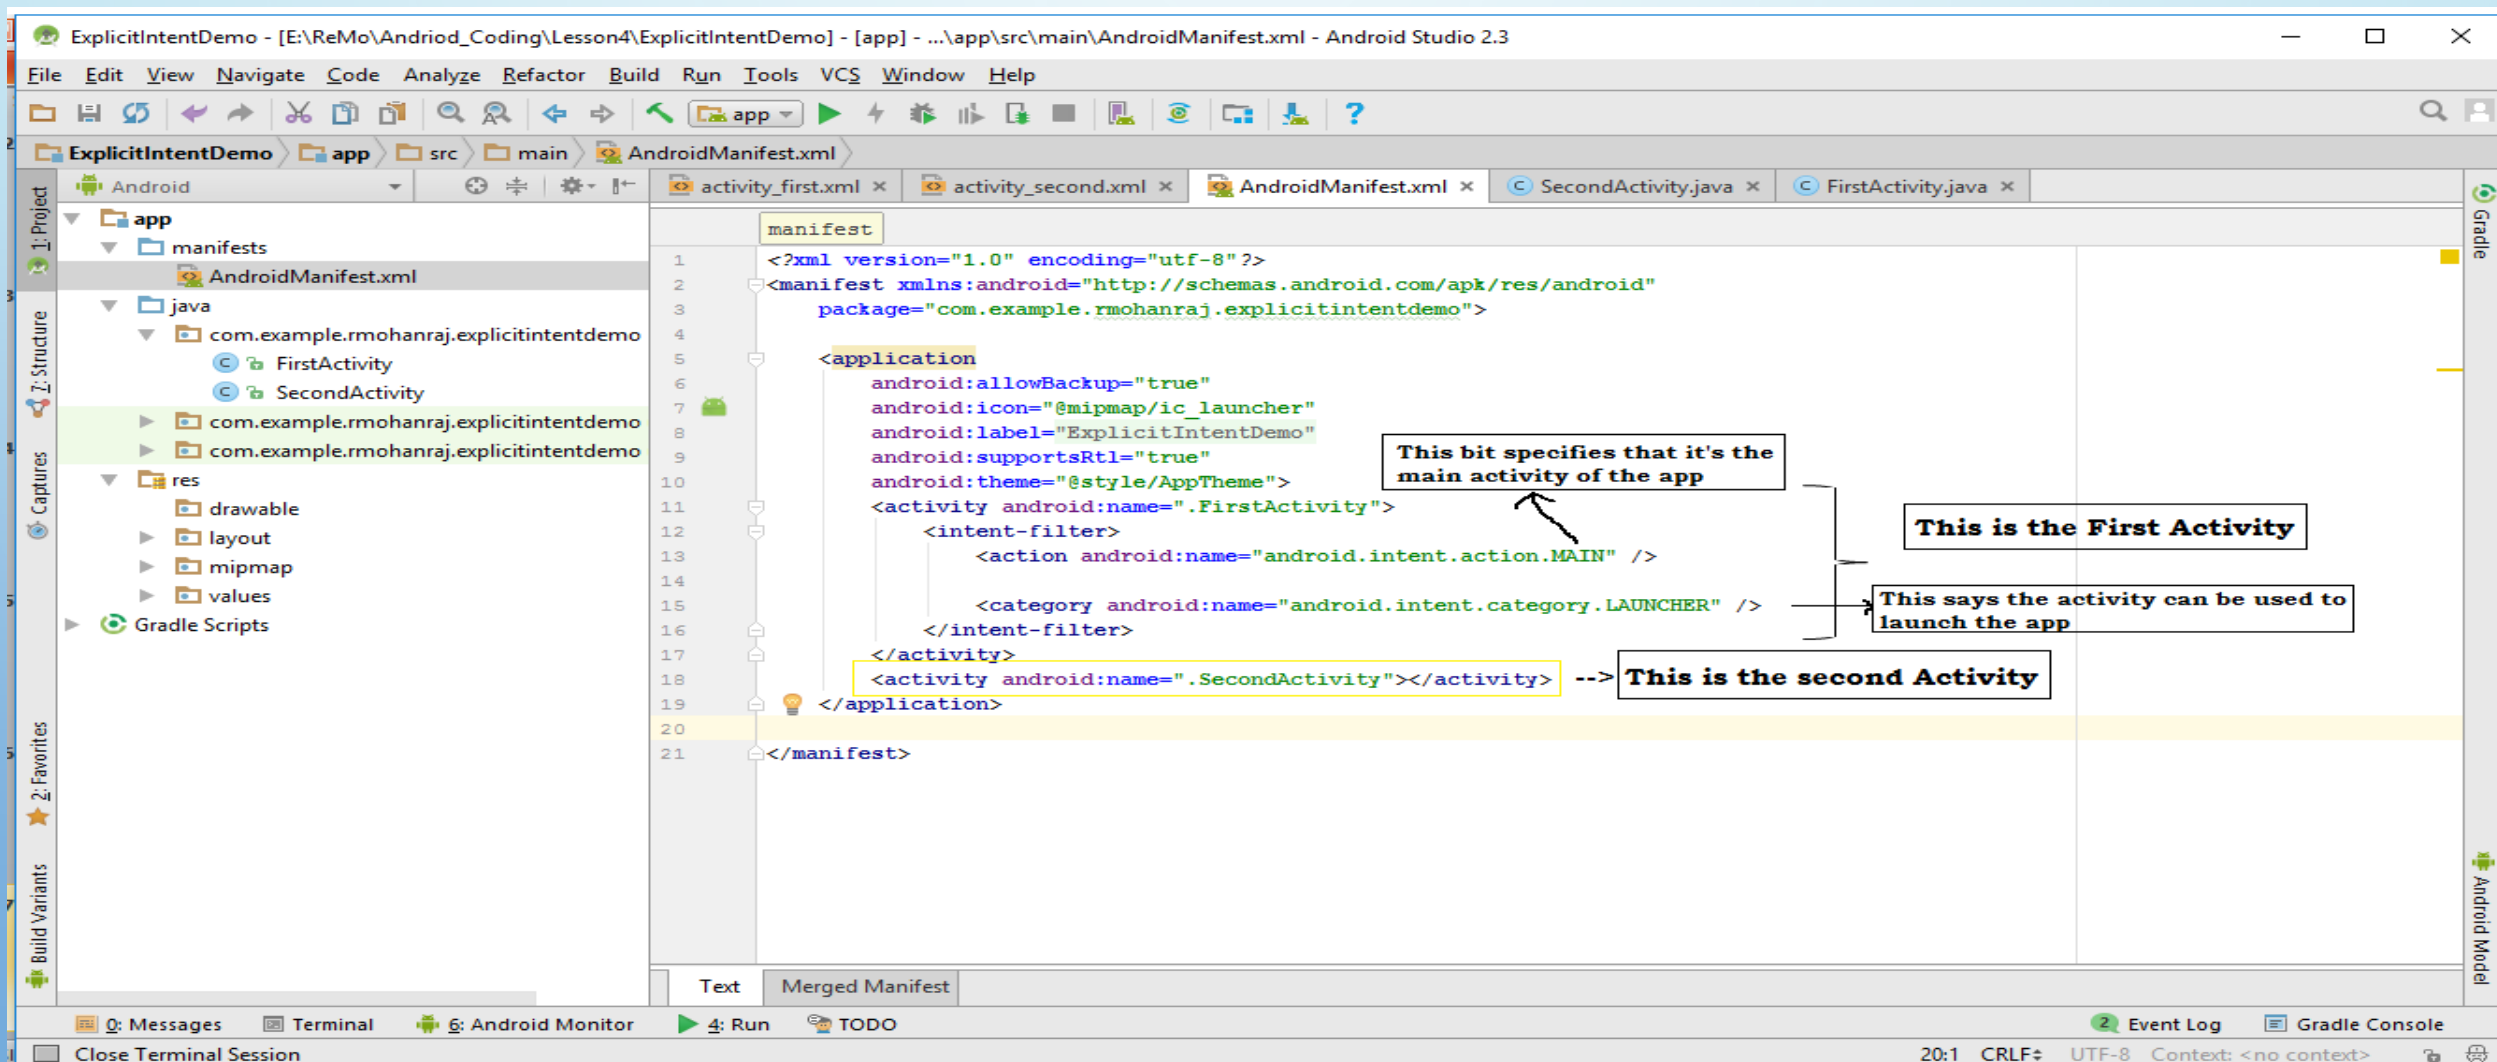 ExplicitIntentDemo - [E:\ReMo\Andriod_Coding\Lesson4\ExplicitIntentDemo] - [app] - ...\app\src\main\AndroidManifest.xml - Android Studio 2.3
File Edit View Navigate Code Analyze Refactor Build Run Tools VCS Window Help
app
ExplicitIntentDemo app src main AndroidManifest.xml
Android
activity_first.xml activity_second.xml AndroidManifest.xml SecondActivity.java FirstActivity.java
1: Project
7: Structure
Captures
2: Favorites
Build Variants
app
manifests
AndroidManifest.xml
java
com.example.rmohanraj.explicitintentdemo
FirstActivity
SecondActivity
com.example.rmohanraj.explicitintentdemo
com.example.rmohanraj.explicitintentdemo
res
drawable
layout
mipmap
values
Gradle Scripts
manifest
1 <?xml version="1.0" encoding="utf-8"?>
2 <manifest xmlns:android="http://schemas.android.com/apk/res/android"
3 package="com.example.rmohanraj.explicitintentdemo">
4
5 <application
6 android:allowBackup="true"
7 android:icon="@mipmap/ic_launcher"
8 android:label="ExplicitIntentDemo"
9 android:supportsRtl="true"
10 android:theme="@style/AppTheme">
11 <activity android:name=".FirstActivity">
12 <intent-filter>
13 <action android:name="android.intent.action.MAIN" />
14
15 <category android:name="android.intent.category.LAUNCHER" />
16 </intent-filter>
17 </activity>
18 <activity android:name=".SecondActivity"></activity>
19 </application>
20
21 </manifest>
This bit specifies that it's the
main activity of the app
This is the First Activity
This says the activity can be used to
launch the app
--> This is the second Activity
Gradle
Android Model
Text Merged Manifest
0: Messages Terminal 6: Android Monitor 4: Run TODO 2 Event Log Gradle Console
Close Terminal Session 20:1 CRLF UTF-8 Context: <no context>